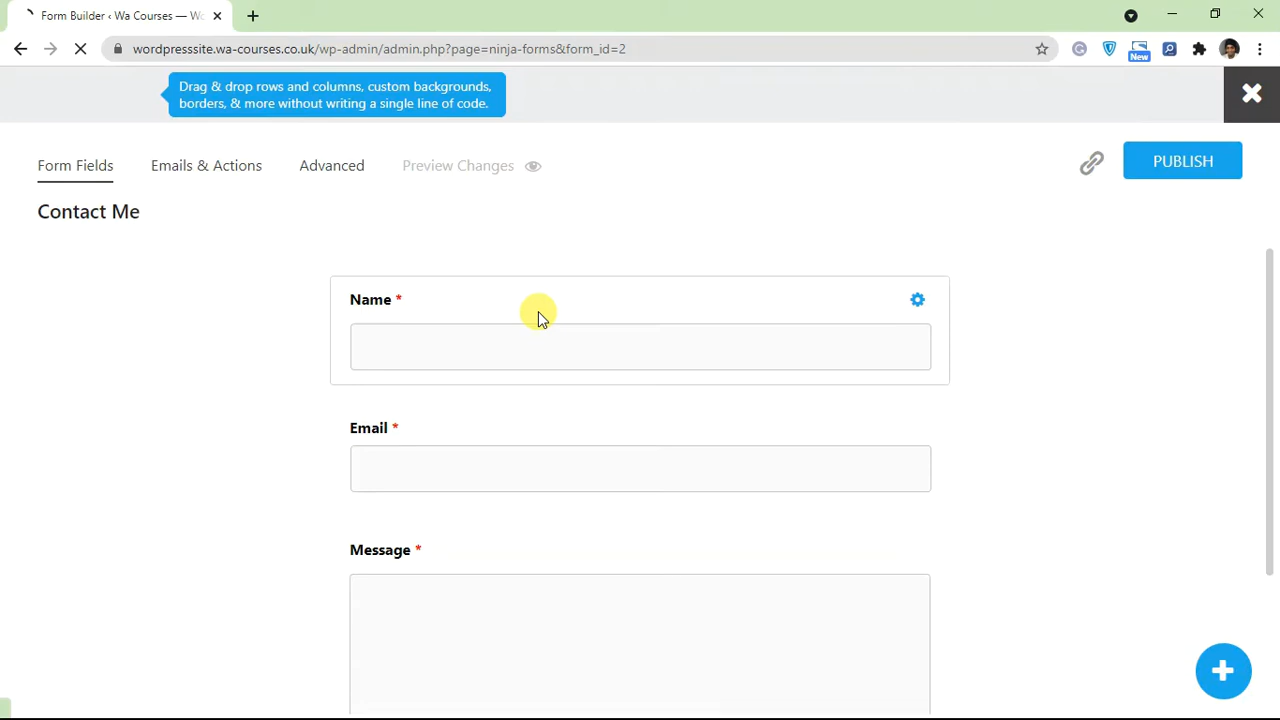 Form Builder ‹ Wa Courses — Wo
wordpresssite.wa-courses.co.uk/wp-admin/admin.php?page=ninja-forms&form_id=2
New
Drag & drop rows and columns, custom backgrounds,
borders, & more without writing a single line of code.
Form Fields
Emails & Actions
Advanced
Preview Changes
PUBLISH
Contact Me
Name *
Email *
Message *